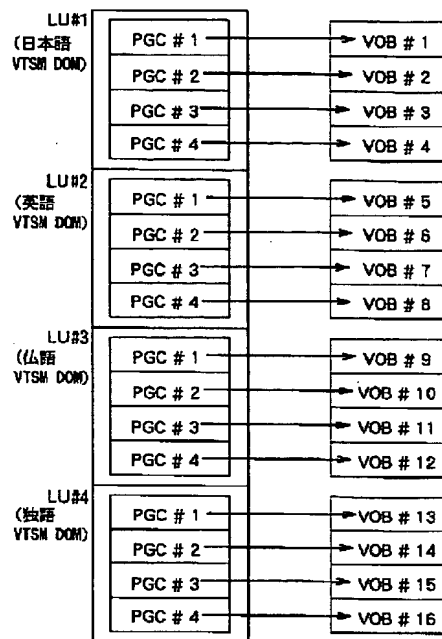 LU#1
(日本語
VTSM DOM)
PGC # 1
VOB # 1
PGC # 2
VOB # 2
PGC # 3
VOB # 3
PGC # 4
VOB # 4
LU#2
(英語
VTSM DOM)
PGC # 1
VOB # 5
PGC # 2
VOB # 6
PGC # 3
VOB # 7
PGC # 4
VOB # 8
LU#3
(仏語
VTSM DOM)
PGC # 1
VOB # 9
PGC # 2
VOB # 10
PGC # 3
VOB # 11
PGC # 4
VOB # 12
LU#4
(独語
VTSM DOM)
PGC # 1
VOB # 13
PGC # 2
VOB # 14
PGC # 3
VOB # 15
PGC # 4
VOB # 16